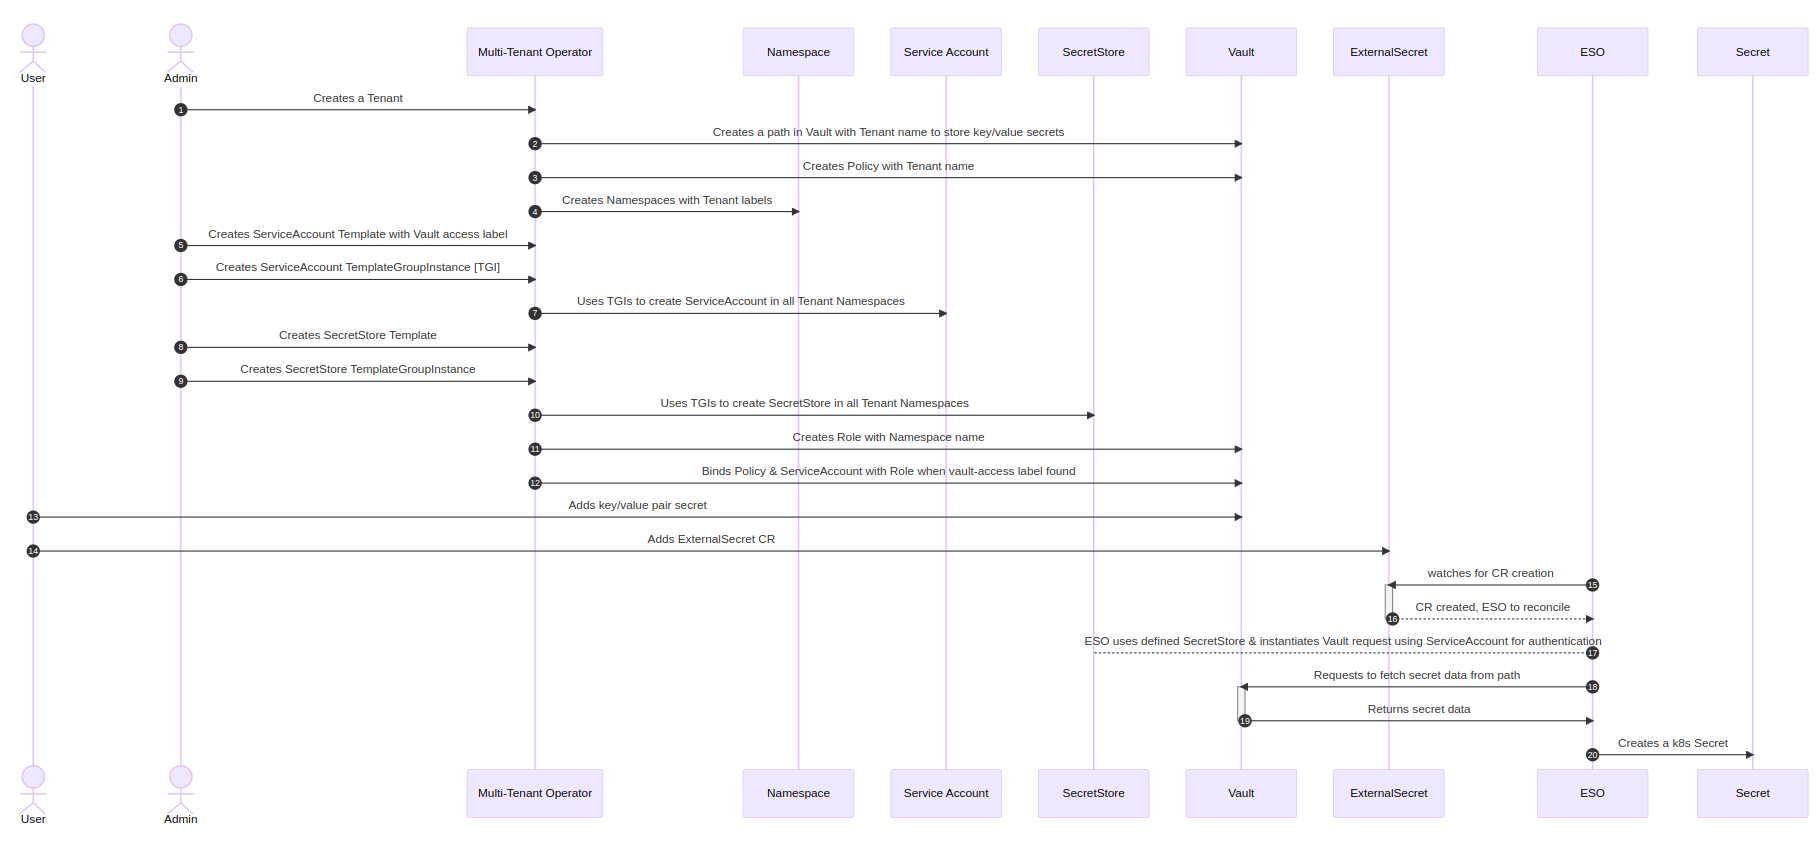 User
Admin
Multi-Tenant Operator
Namespace
Service Account
SecretStore
Vault
ExternalSecret
ESO
Secret
Creates a Tenant
1
Creates a path in Vault with Tenant name to store key/value secrets
2
Creates Policy with Tenant name
3
Creates Namespaces with Tenant labels
4
Creates ServiceAccount Template with Vault access label
5
Creates ServiceAccount TemplateGroupInstance [TGI]
6
Uses TGIs to create ServiceAccount in all Tenant Namespaces
7
Creates SecretStore Template
8
Creates SecretStore TemplateGroupInstance
9
Uses TGIs to create SecretStore in all Tenant Namespaces
10
Creates Role with Namespace name
11
Binds Policy & ServiceAccount with Role when vault-access label found
12
Adds key/value pair secret
13
Adds ExternalSecret CR
14
watches for CR creation
15
CR created, ESO to reconcile
16
ESO uses defined SecretStore & instantiates Vault request using ServiceAccount for authentication
17
Requests to fetch secret data from path
18
Returns secret data
19
Creates a k8s Secret
20
User
Admin
Multi-Tenant Operator
Namespace
Service Account
SecretStore
Vault
ExternalSecret
ESO
Secret